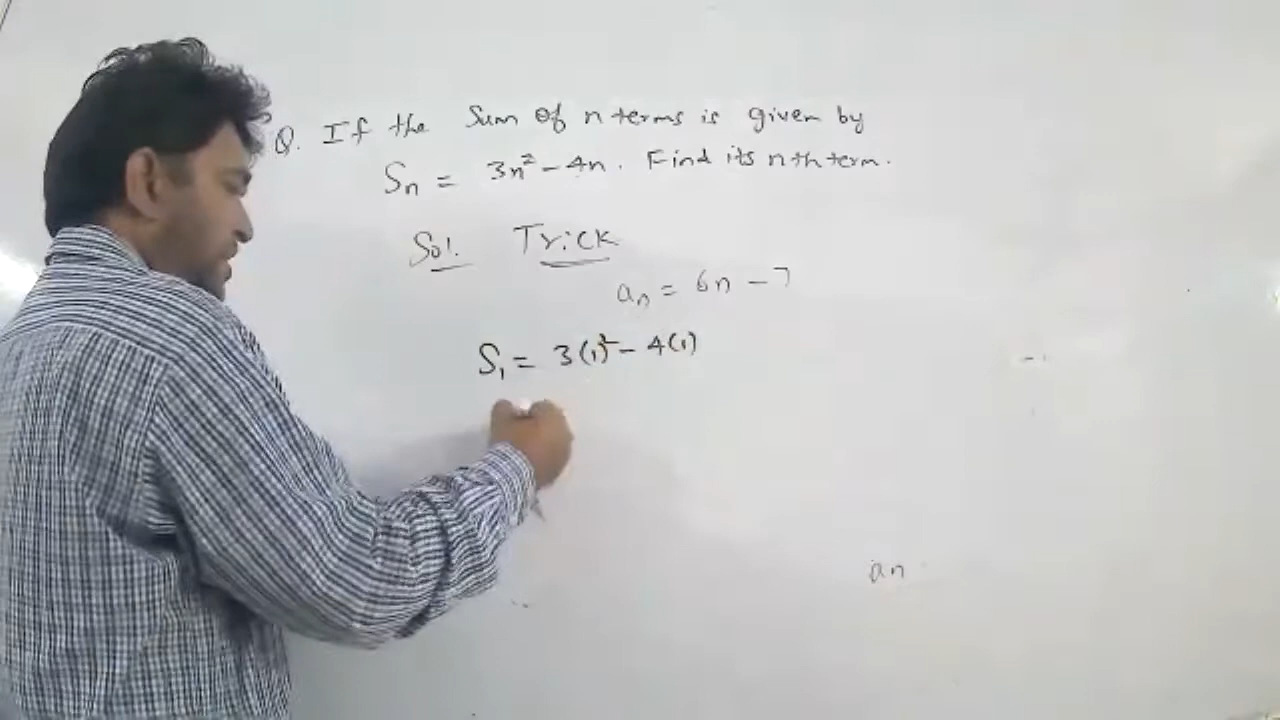 Q. If the Sum of n terms is given by
Sn = 3n² - 4n. Find its nth term.
Sol. Trick
an = 6n - 7
S₁ = 3(1)² - 4(1)
an